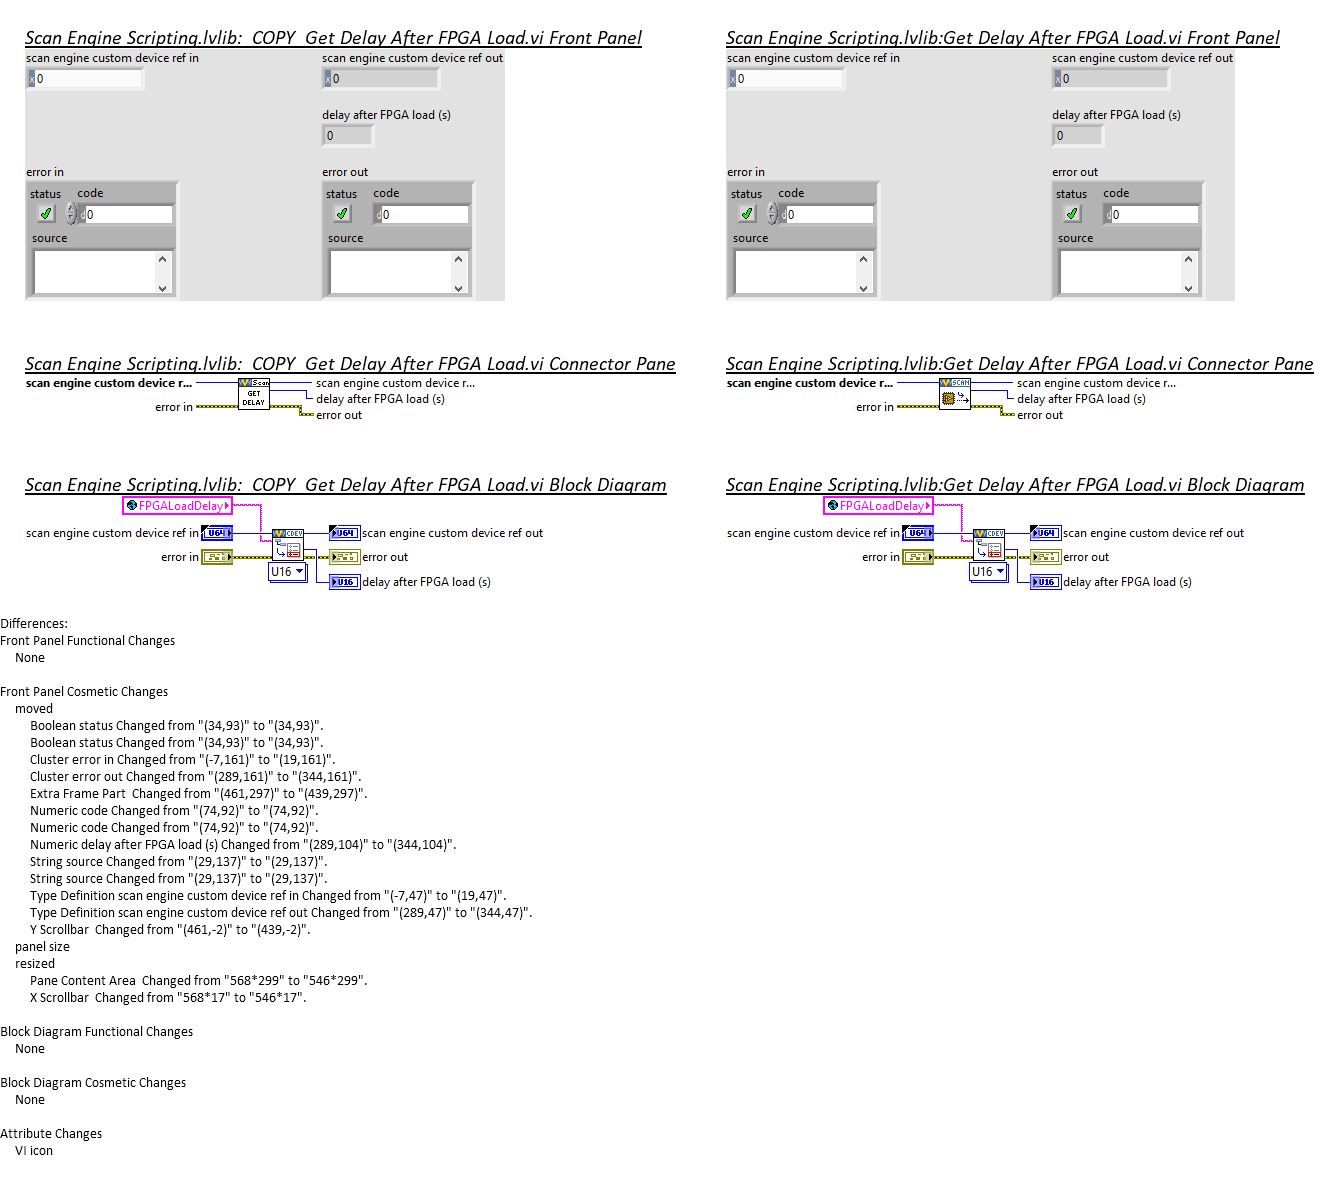 Scan Engine Scripting.lvlib:  COPY  Get Delay After FPGA Load.vi Front Panel
scan engine custom device ref in
scan engine custom device ref out
x 0
x 0
delay after FPGA load (s)
0
error in
error out
status
code
status
code
d 0
d 0
source
source
Scan Engine Scripting.lvlib:Get Delay After FPGA Load.vi Front Panel
scan engine custom device ref in
scan engine custom device ref out
x 0
x 0
delay after FPGA load (s)
0
error in
error out
status
code
status
code
d 0
d 0
source
source
Scan Engine Scripting.lvlib:  COPY  Get Delay After FPGA Load.vi Connector Pane
scan engine custom device r...
Scan
GET
DELAY
scan engine custom device r...
delay after FPGA load (s)
error in
error out
Scan Engine Scripting.lvlib:Get Delay After FPGA Load.vi Connector Pane
scan engine custom device r...
SCAN
scan engine custom device r...
delay after FPGA load (s)
error in
error out
Scan Engine Scripting.lvlib:  COPY  Get Delay After FPGA Load.vi Block Diagram
FPGALoadDelay
scan engine custom device ref in
U64
CDEV
U64
scan engine custom device ref out
error in
error out
U16
U16
delay after FPGA load (s)
Scan Engine Scripting.lvlib:Get Delay After FPGA Load.vi Block Diagram
FPGALoadDelay
scan engine custom device ref in
U64
CDEV
U64
scan engine custom device ref out
error in
error out
U16
U16
delay after FPGA load (s)
Differences:
Front Panel Functional Changes
None
Front Panel Cosmetic Changes
moved
Boolean status Changed from "(34,93)" to "(34,93)".
Boolean status Changed from "(34,93)" to "(34,93)".
Cluster error in Changed from "(-7,161)" to "(19,161)".
Cluster error out Changed from "(289,161)" to "(344,161)".
Extra Frame Part  Changed from "(461,297)" to "(439,297)".
Numeric code Changed from "(74,92)" to "(74,92)".
Numeric code Changed from "(74,92)" to "(74,92)".
Numeric delay after FPGA load (s) Changed from "(289,104)" to "(344,104)".
String source Changed from "(29,137)" to "(29,137)".
String source Changed from "(29,137)" to "(29,137)".
Type Definition scan engine custom device ref in Changed from "(-7,47)" to "(19,47)".
Type Definition scan engine custom device ref out Changed from "(289,47)" to "(344,47)".
Y Scrollbar  Changed from "(461,-2)" to "(439,-2)".
panel size
resized
Pane Content Area  Changed from "568*299" to "546*299".
X Scrollbar  Changed from "568*17" to "546*17".
Block Diagram Functional Changes
None
Block Diagram Cosmetic Changes
None
Attribute Changes
VI icon